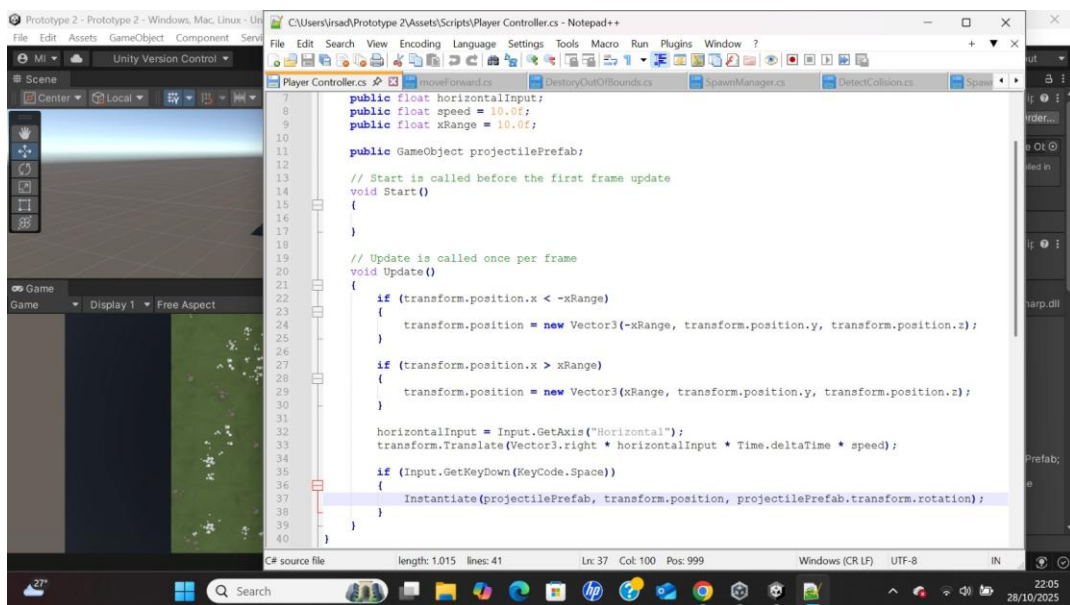 Prototype 2 - Prototype 2 - Windows, Mac, Linux - Un
File Edit Assets GameObject Component Servi
MI Unity Version Control
Scene
Center Local
Game
Game Display 1 Free Aspect
C:\Users\irsad\Prototype 2\Assets\Scripts\Player Controller.cs - Notepad++
File Edit Search View Encoding Language Settings Tools Macro Run Plugins Window ?
Player Controller.cs moveForward.cs DestoryOutOfBounds.cs SpawnManager.cs DetectColision.cs Spaw
7 public float horizontalInput;
8 public float speed = 10.0f;
9 public float xRange = 10.0f;
10
11 public GameObject projectilePrefab;
12
13 // Start is called before the first frame update
14 void Start()
15 {
16
17 }
18
19 // Update is called once per frame
20 void Update()
21 {
22 if (transform.position.x < -xRange)
23 {
24 transform.position = new Vector3(-xRange, transform.position.y, transform.position.z);
25 }
26
27 if (transform.position.x > xRange)
28 {
29 transform.position = new Vector3(xRange, transform.position.y, transform.position.z);
30 }
31
32 horizontalInput = Input.GetAxis("Horizontal");
33 transform.Translate(Vector3.right * horizontalInput * Time.deltaTime * speed);
34
35 if (Input.GetKeyDown(KeyCode.Space))
36 {
37 Instantiate(projectilePrefab, transform.position, projectilePrefab.transform.rotation);
38 }
39 }
40 }
C# source file length: 1.015 lines: 41 Ln: 37 Col: 100 Pos: 999 Windows (CR LF) UTF-8 IN
rder...
harp.dll
Prefab;
27°
Search
22:05
28/10/2025